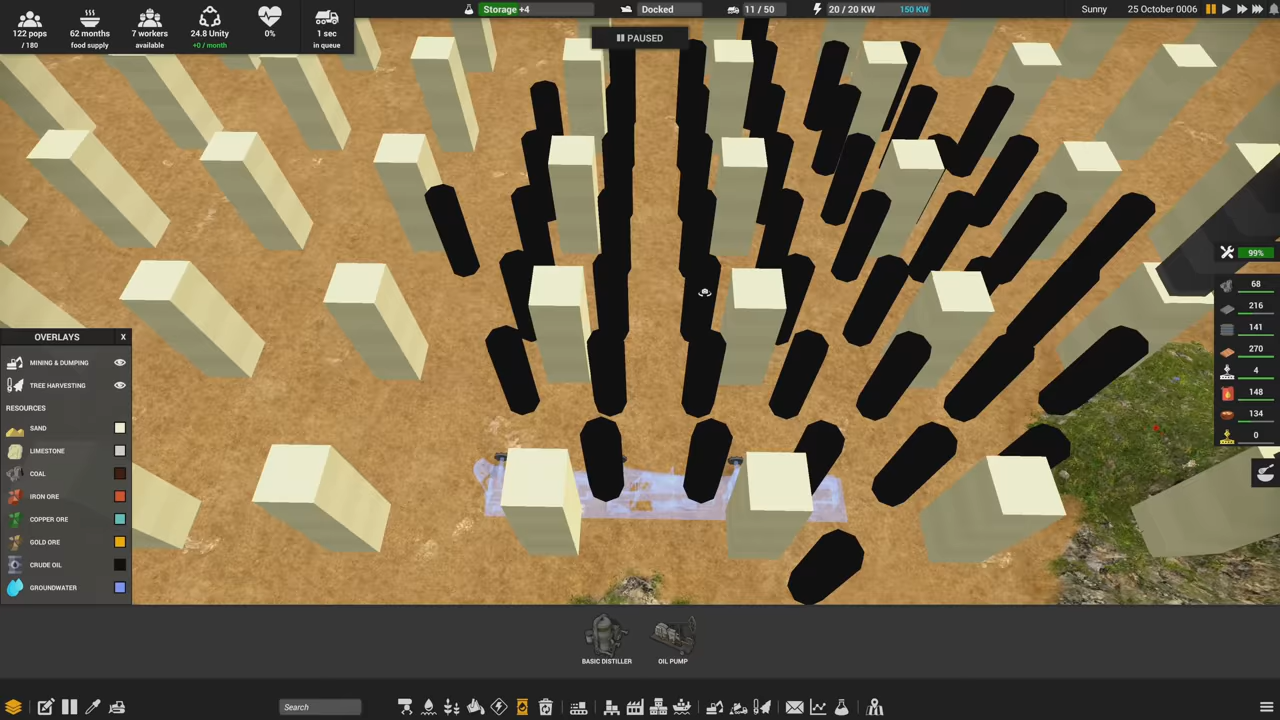 122 pops
/ 180
62 months
food supply
7 workers
available
24.8 Unity
+0 / month
0%
1 sec
in queue
Storage +4
Docked
11 / 50
20 / 20 KW
150 KW
Sunny
25 October 0006
PAUSED
99%
68
216
141
270
4
148
134
0
OVERLAYS
X
MINING & DUMPING
TREE HARVESTING
RESOURCES
SAND
LIMESTONE
COAL
IRON ORE
COPPER ORE
GOLD ORE
CRUDE OIL
GROUNDWATER
BASIC DISTILLER
OIL PUMP
Search